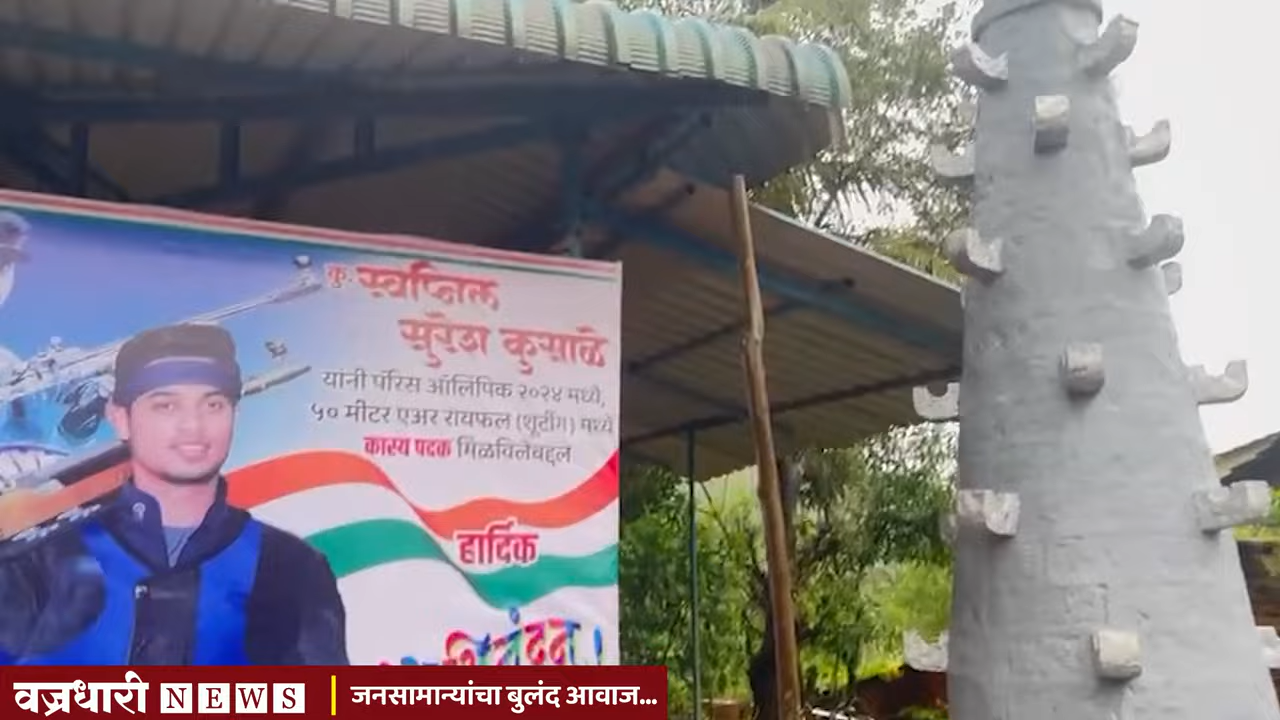 कु. स्वप्निल
सुरेश कुसाळे
यांनी पॅरिस ऑलिंपिक २०२४ मध्ये,
५० मीटर एअर रायफल (शूटींग) मध्ये
कास्य पदक मिळविलेबद्दल
हार्दिक
वज्रधारी NEWS जनसामान्यांचा बुलंद आवाज...